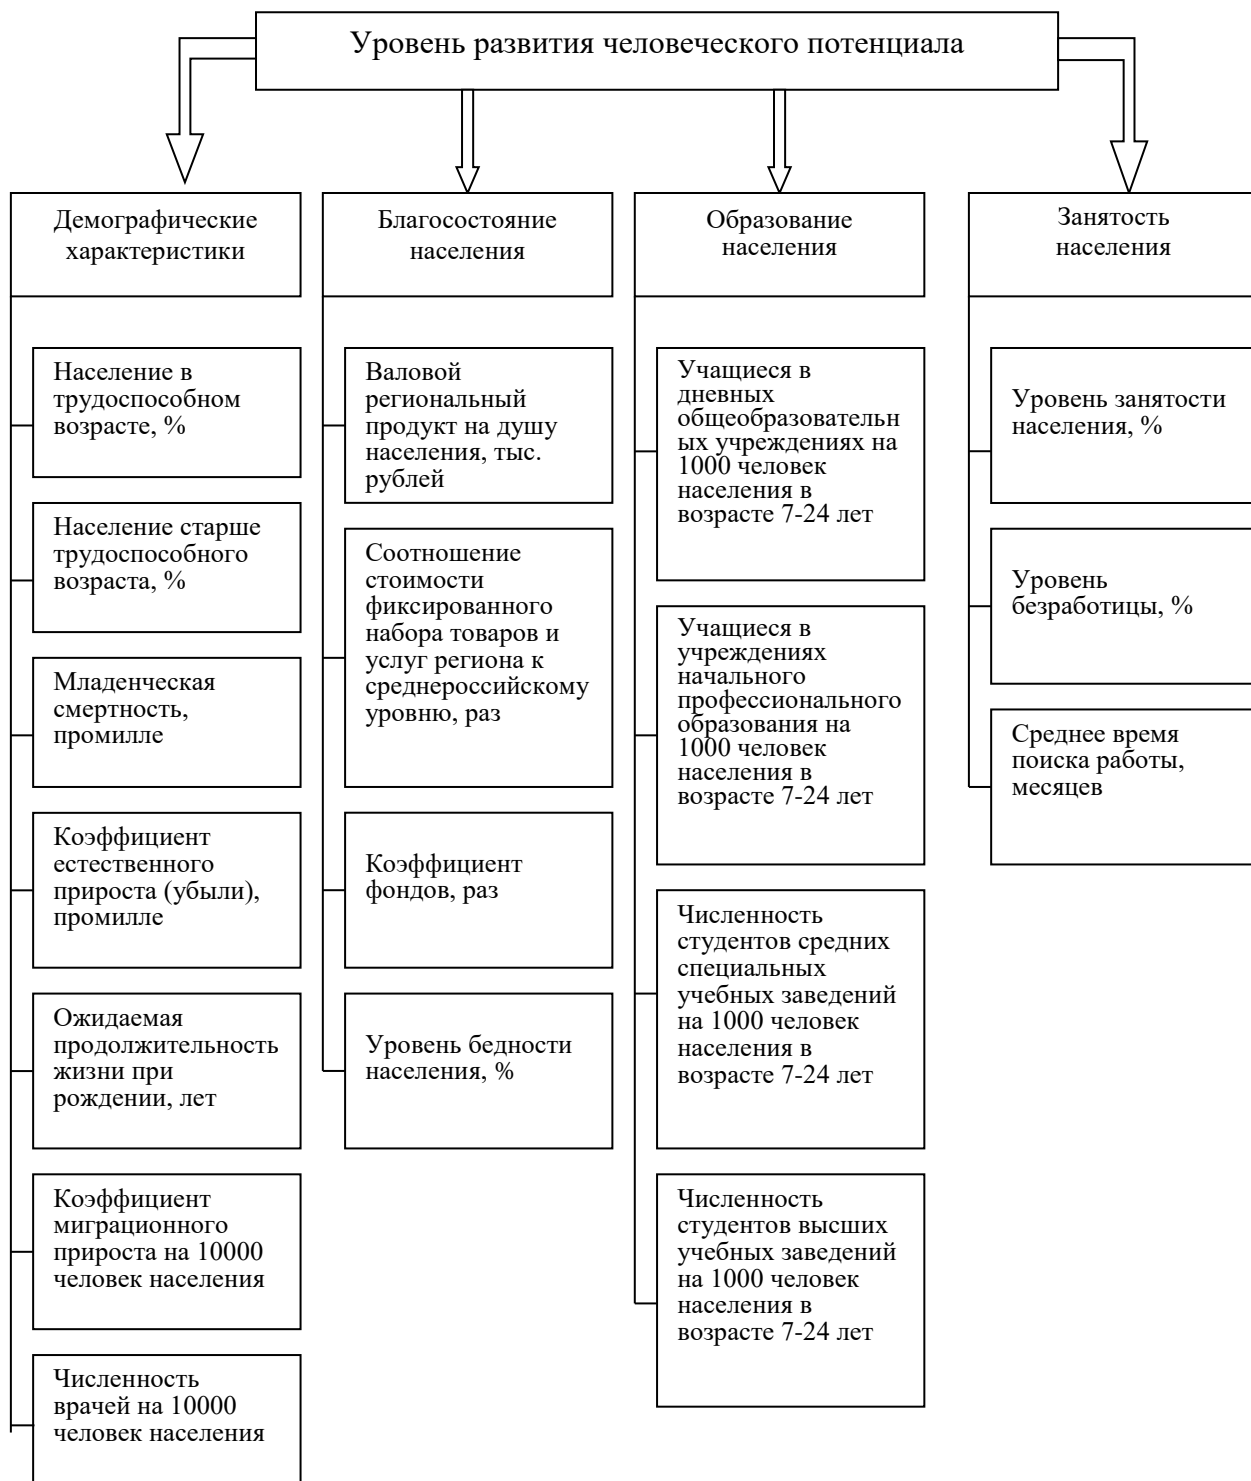 Уровень развития человеческого потенциала
Демографические
характеристики
Население в
трудоспособном
возрасте, %
Население старше
трудоспособного
возраста, %
Младенческая
смертность,
промилле
Коэффициент
естественного
прироста (убыли),
промилле
Ожидаемая
продолжительность
жизни при
рождении, лет
Коэффициент
миграционного
прироста на 10000
человек населения
Численность
врачей на 10000
человек населения
Благосостояние
населения
Валовой
региональный
продукт на душу
населения, тыс.
рублей
Соотношение
стоимости
фиксированного
набора товаров и
услуг региона к
среднероссийскому
уровню, раз
Коэффициент
фондов, раз
Уровень бедности
населения, %
Образование
населения
Учащиеся в
дневных
общеобразовательн
ых учреждениях на
1000 человек
населения в
возрасте 7-24 лет
Учащиеся в
учреждениях
начального
профессионального
образования на
1000 человек
населения в
возрасте 7-24 лет
Численность
студентов средних
специальных
учебных заведений
на 1000 человек
населения в
возрасте 7-24 лет
Численность
студентов высших
учебных заведений
на 1000 человек
населения в
возрасте 7-24 лет
Занятость
населения
Уровень занятости
населения, %
Уровень
безработицы, %
Среднее время
поиска работы,
месяцев